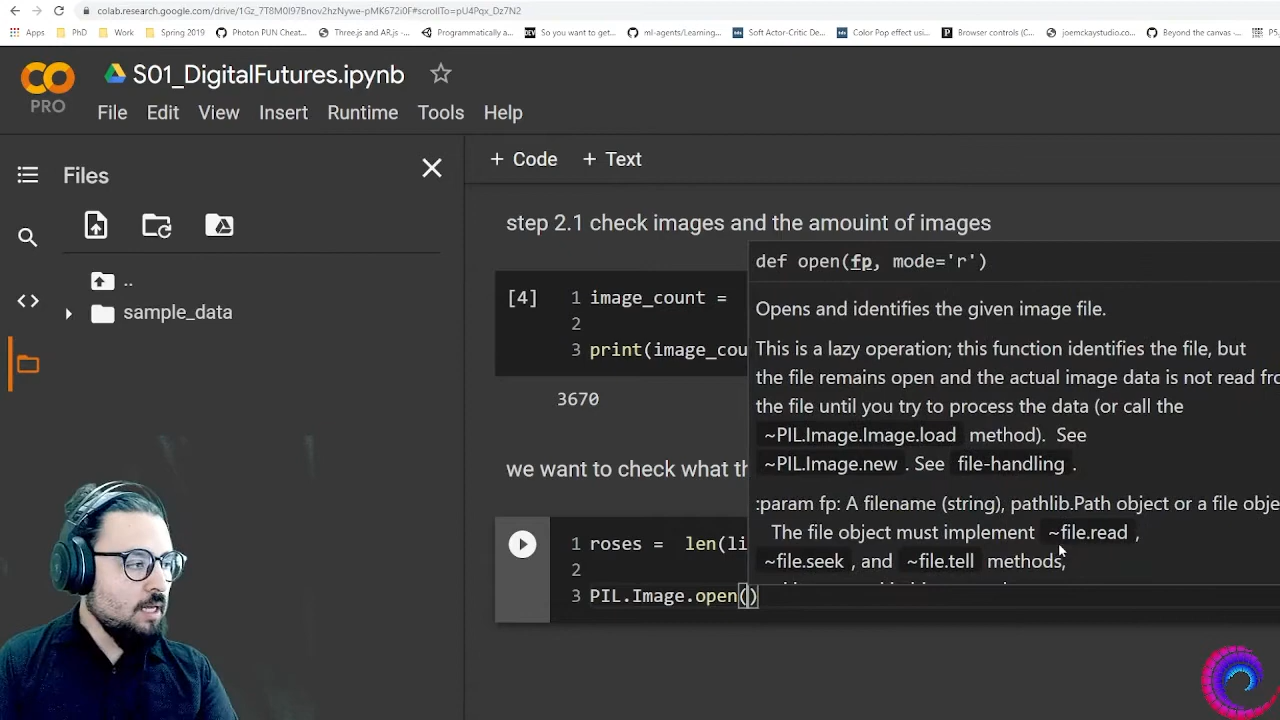 colab.research.google.com/drive/1Gz_7T8M0I97Bnov2hzNywe-pMK672i0F#scrollTo=pU4Pqx_Dz7N2
Apps PhD Work Spring 2019 Photon PUN Cheat... Three.js and AR.js -... Programmatically a... So you want to get... ml-agents/Learning... Soft Actor-Critic De... Color Pop effect using... Browser controls (C... joemckaystudio.co... Beyond the canvas -... P5.
CO
PRO
S01_DigitalFutures.ipynb
File Edit View Insert Runtime Tools Help
Files
..
sample_data
+ Code + Text
step 2.1 check images and the amouint of images
[4] 1 image_count =
2
3 print(image_cou
3670
we want to check what th
1 roses = len(li
2
3 PIL.Image.open()
def open(fp, mode='r')
Opens and identifies the given image file.
This is a lazy operation; this function identifies the file, but
the file remains open and the actual image data is not read fro
the file until you try to process the data (or call the
~PIL.Image.Image.load method). See
~PIL.Image.new . See file-handling .
:param fp: A filename (string), pathlib.Path object or a file obje
The file object must implement ~file.read ,
~file.seek , and ~file.tell methods,